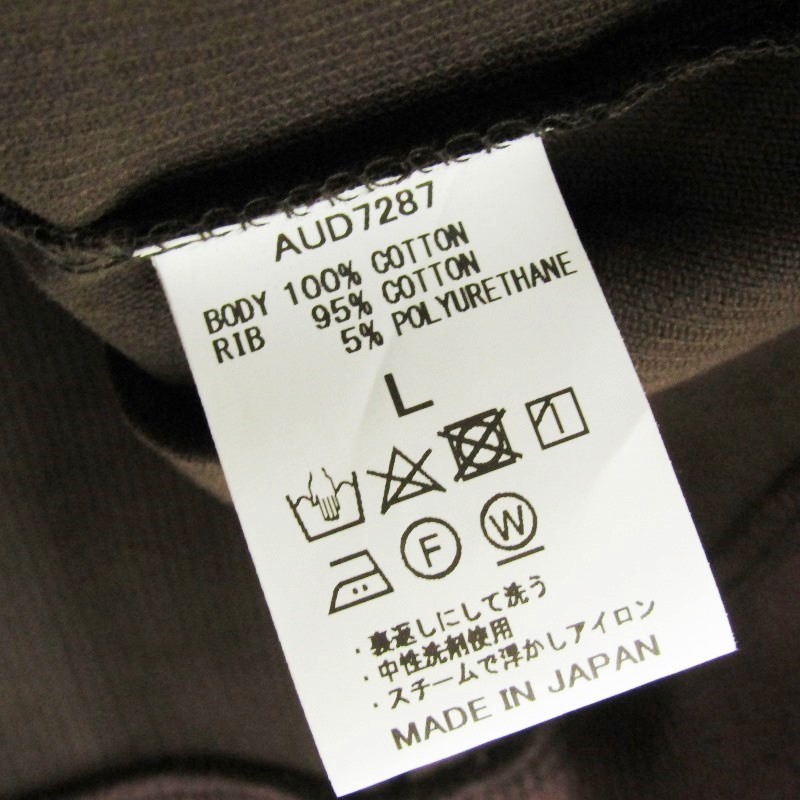 AUD7287
BODY 100% COTTON
RIB 95% COTTON
5% POLYURETHANE
L
F W
・裏返しにして洗う
・中性洗剤使用
・スチームで浮かしアイロン
MADE IN JAPAN